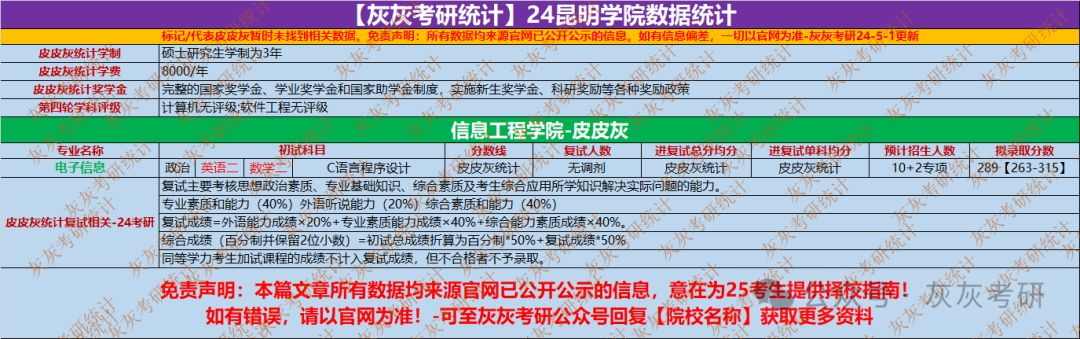 【灰灰考研统计】24昆明学院数据统计
标记/代表皮皮灰暂时未找到相关数据。免责声明：所有数据均来源官网已公开公示的信息。如有信息偏差，一切以官网为准-灰灰考研24-5-1更新
皮皮灰统计学制 硕士研究生学制为3年
皮皮灰统计学费 8000/年
皮皮灰统计奖学金 完整的国家奖学金、学业奖学金和国家助学金制度，实施新生奖学金、科研奖励等各种奖励政策
第四轮学科评级 计算机无评级;软件工程无评级
信息工程学院-皮皮灰
专业名称 初试科目 分数线 复试人数 进复试总分均分 进复试单科均分 预计招生人数 拟录取分数
电子信息 政治 英语二 数学二 C语言程序设计 皮皮灰统计 无调剂 皮皮灰统计 皮皮灰统计 10+2专项 289【263-315】
皮皮灰统计复试相关-24考研
复试主要考核思想政治素质、专业基础知识、综合素质及考生综合应用所学知识解决实际问题的能力。
专业素质和能力（40%）外语听说能力（20%）综合素质和能力（40%）
复试成绩=外语能力成绩×20%+专业素质能力成绩×40%+综合能力素质成绩×40%。
综合成绩（百分制并保留2位小数）=初试总成绩折算为百分制*50%+复试成绩*50%
同等学力考生加试课程的成绩不计入复试成绩，但不合格者不予录取。
免责声明：本篇文章所有数据均来源官网已公开公示的信息，意在为25考生提供择校指南！
如有错误，请以官网为准！-可至灰灰考研公众号回复【院校名称】获取更多资料
公众号 灰灰考研
灰灰考研统计